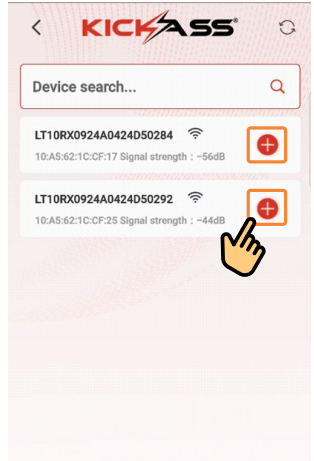 KICKASS
Device search...
LT10RX0924A0424D50284
10:A5:62:1C:CF:17 Signal strength : -56dB
LT10RX0924A0424D50292
10:A5:62:1C:CF:25 Signal strength : -44dB